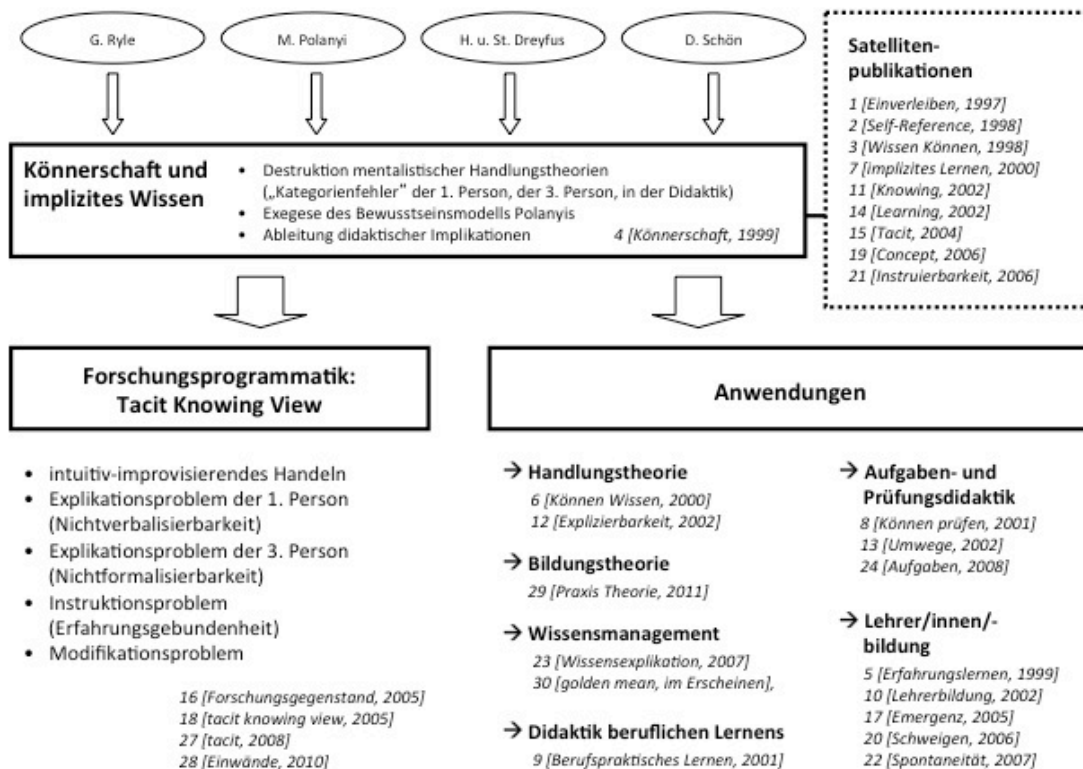 G. Ryle
M. Polanyi
H. u. St. Dreyfus
D. Schön
Satelliten-
publikationen
1 [Einverleiben, 1997]
2 [Self-Reference, 1998]
3 [Wissen Können, 1998]
7 [implizites Lernen, 2000]
11 [Knowing, 2002]
14 [Learning, 2002]
15 [Tacit, 2004]
19 [Concept, 2006]
21 [Instruierbarkeit, 2006]
Könnerschaft und
implizites Wissen
• Destruktion mentalistischer Handlungstheorien
(„Kategorienfehler“ der 1. Person, der 3. Person, in der Didaktik)
• Exegese des Bewusstseinsmodells Polanyis
• Ableitung didaktischer Implikationen 4 [Könnerschaft, 1999]
Forschungsprogrammatik:
Tacit Knowing View
• intuitiv-improvisierendes Handeln
• Explikationsproblem der 1. Person
(Nichtverbalisierbarkeit)
• Explikationsproblem der 3. Person
(Nichtformalisierbarkeit)
• Instruktionsproblem
(Erfahrungsgebundenheit)
• Modifikationsproblem
16 [Forschungsgegenstand, 2005]
18 [tacit knowing view, 2005]
27 [tacit, 2008]
28 [Einwände, 2010]
Anwendungen
→ Handlungstheorie
6 [Können Wissen, 2000]
12 [Explizierbarkeit, 2002]
→ Bildungstheorie
29 [Praxis Theorie, 2011]
→ Wissensmanagement
23 [Wissensexplikation, 2007]
30 [golden mean, im Erscheinen],
→ Didaktik beruflichen Lernens
9 [Berufspraktisches Lernen, 2001]
→ Aufgaben- und
Prüfungsdidaktik
8 [Können prüfen, 2001]
13 [Umwege, 2002]
24 [Aufgaben, 2008]
→ Lehrer/innen/-
bildung
5 [Erfahrungslernen, 1999]
10 [Lehrerbildung, 2002]
17 [Emergenz, 2005]
20 [Schweigen, 2006]
22 [Spontaneität, 2007]